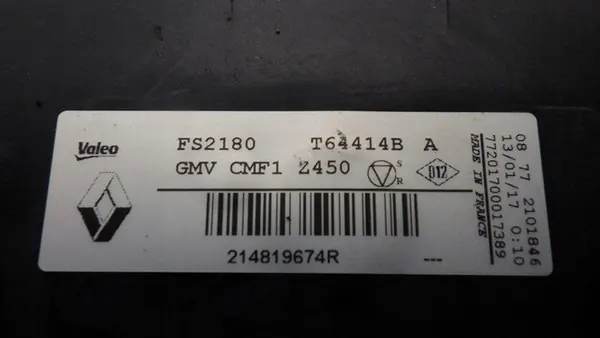 Valeo
FS2180 T64414B A
GMV CMF1 Z450 S R D12
214819674R ---
08 77 2101846
13/01/17 0:10
77201700017389
MADE IN FRANCE